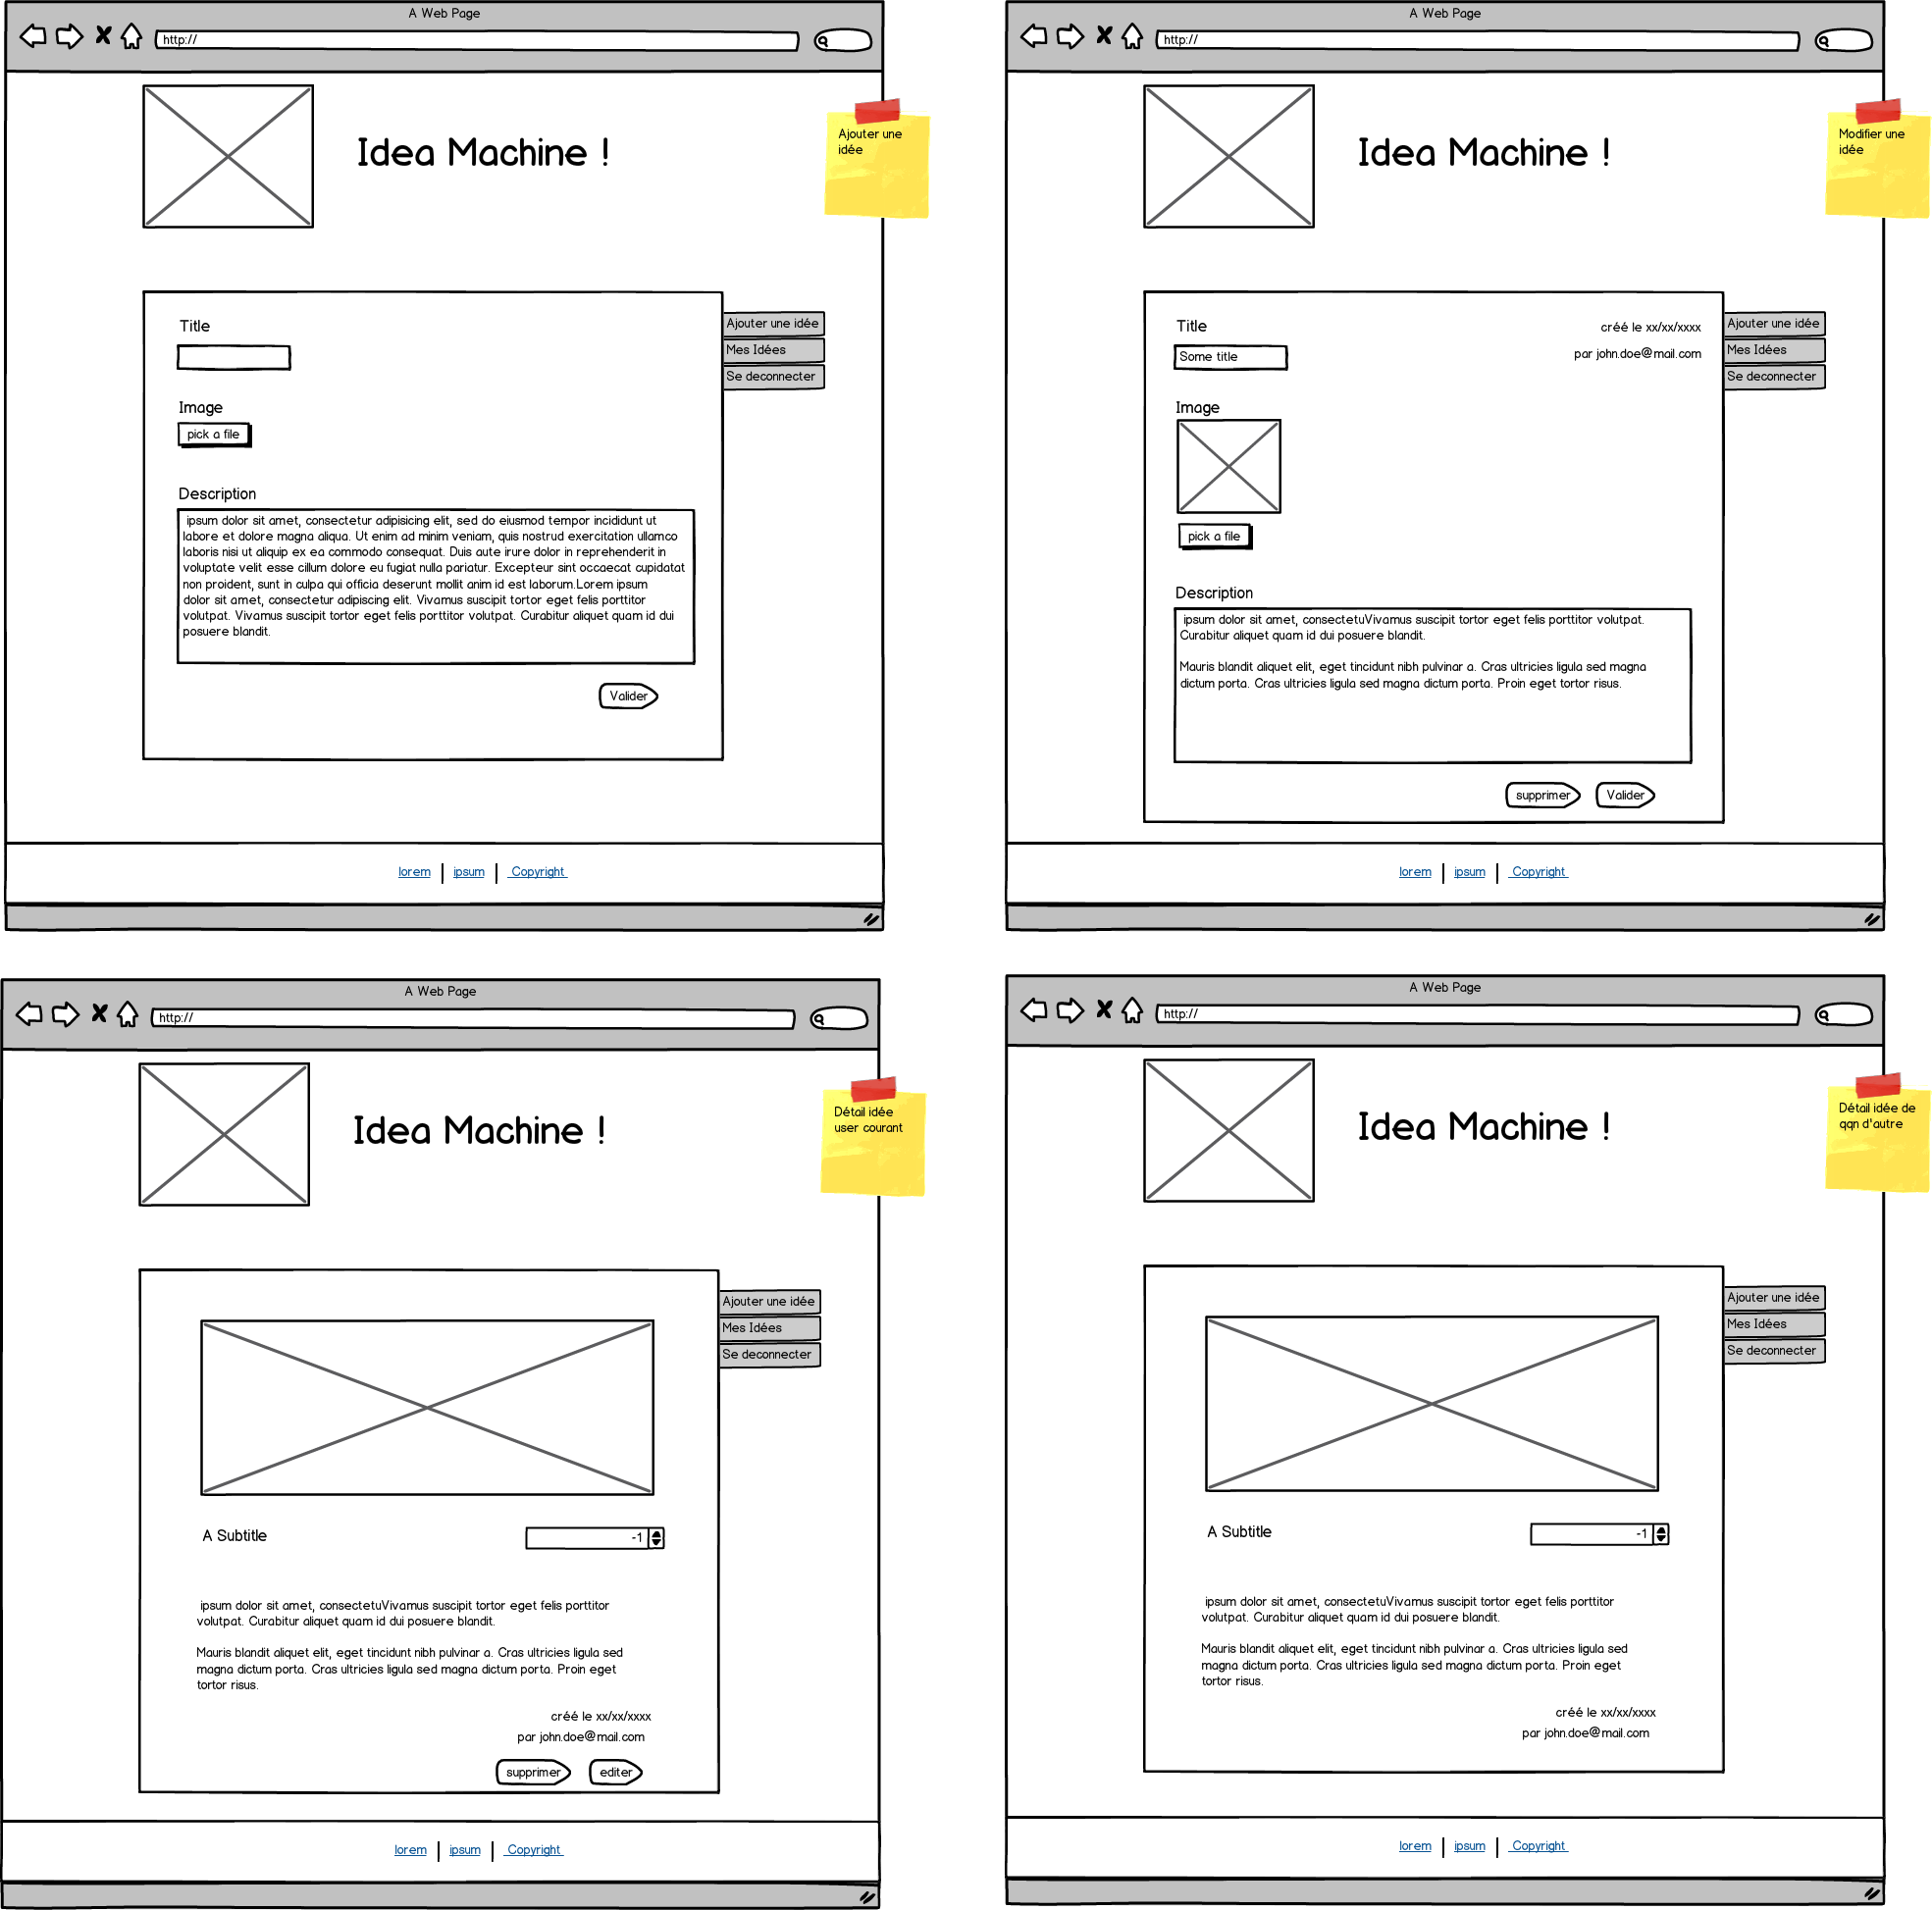 A Web Page
http://
Idea Machine !
Ajouter une
idée
Title
Image
pick a file
Description
ipsum dolor sit amet, consectetur adipisicing elit, sed do eiusmod tempor incididunt ut
labore et dolore magna aliqua. Ut enim ad minim veniam, quis nostrud exercitation ullamco
laboris nisi ut aliquip ex ea commodo consequat. Duis aute irure dolor in reprehenderit in
voluptate velit esse cillum dolore eu fugiat nulla pariatur. Excepteur sint occaecat cupidatat
non proident, sunt in culpa qui officia deserunt mollit anim id est laborum.Lorem ipsum
dolor sit amet, consectetur adipiscing elit. Vivamus suscipit tortor eget felis porttitor
volutpat. Vivamus suscipit tortor eget felis porttitor volutpat. Curabitur aliquet quam id dui
posuere blandit.
Valider
Ajouter une idée
Mes Idées
Se deconnecter
lorem | ipsum | Copyright
A Web Page
http://
Idea Machine !
Modifier une
idée
Title
Some title
créé le xx/xx/xxxx
par john.doe@mail.com
Image
pick a file
Description
ipsum dolor sit amet, consectetuVivamus suscipit tortor eget felis porttitor volutpat.
Curabitur aliquet quam id dui posuere blandit.
Mauris blandit aliquet elit, eget tincidunt nibh pulvinar a. Cras ultricies ligula sed magna
dictum porta. Cras ultricies ligula sed magna dictum porta. Proin eget tortor risus.
supprimer
Valider
Ajouter une idée
Mes Idées
Se deconnecter
lorem | ipsum | Copyright
A Web Page
http://
Idea Machine !
Détail idée
user courant
Ajouter une idée
Mes Idées
Se deconnecter
A Subtitle
-1
ipsum dolor sit amet, consectetuVivamus suscipit tortor eget felis porttitor
volutpat. Curabitur aliquet quam id dui posuere blandit.
Mauris blandit aliquet elit, eget tincidunt nibh pulvinar a. Cras ultricies ligula sed
magna dictum porta. Cras ultricies ligula sed magna dictum porta. Proin eget
tortor risus.
créé le xx/xx/xxxx
par john.doe@mail.com
supprimer
editer
lorem | ipsum | Copyright
A Web Page
http://
Idea Machine !
Détail idée de
qqn d'autre
Ajouter une idée
Mes Idées
Se deconnecter
A Subtitle
-1
ipsum dolor sit amet, consectetuVivamus suscipit tortor eget felis porttitor
volutpat. Curabitur aliquet quam id dui posuere blandit.
Mauris blandit aliquet elit, eget tincidunt nibh pulvinar a. Cras ultricies ligula sed
magna dictum porta. Cras ultricies ligula sed magna dictum porta. Proin eget
tortor risus.
créé le xx/xx/xxxx
par john.doe@mail.com
lorem | ipsum | Copyright